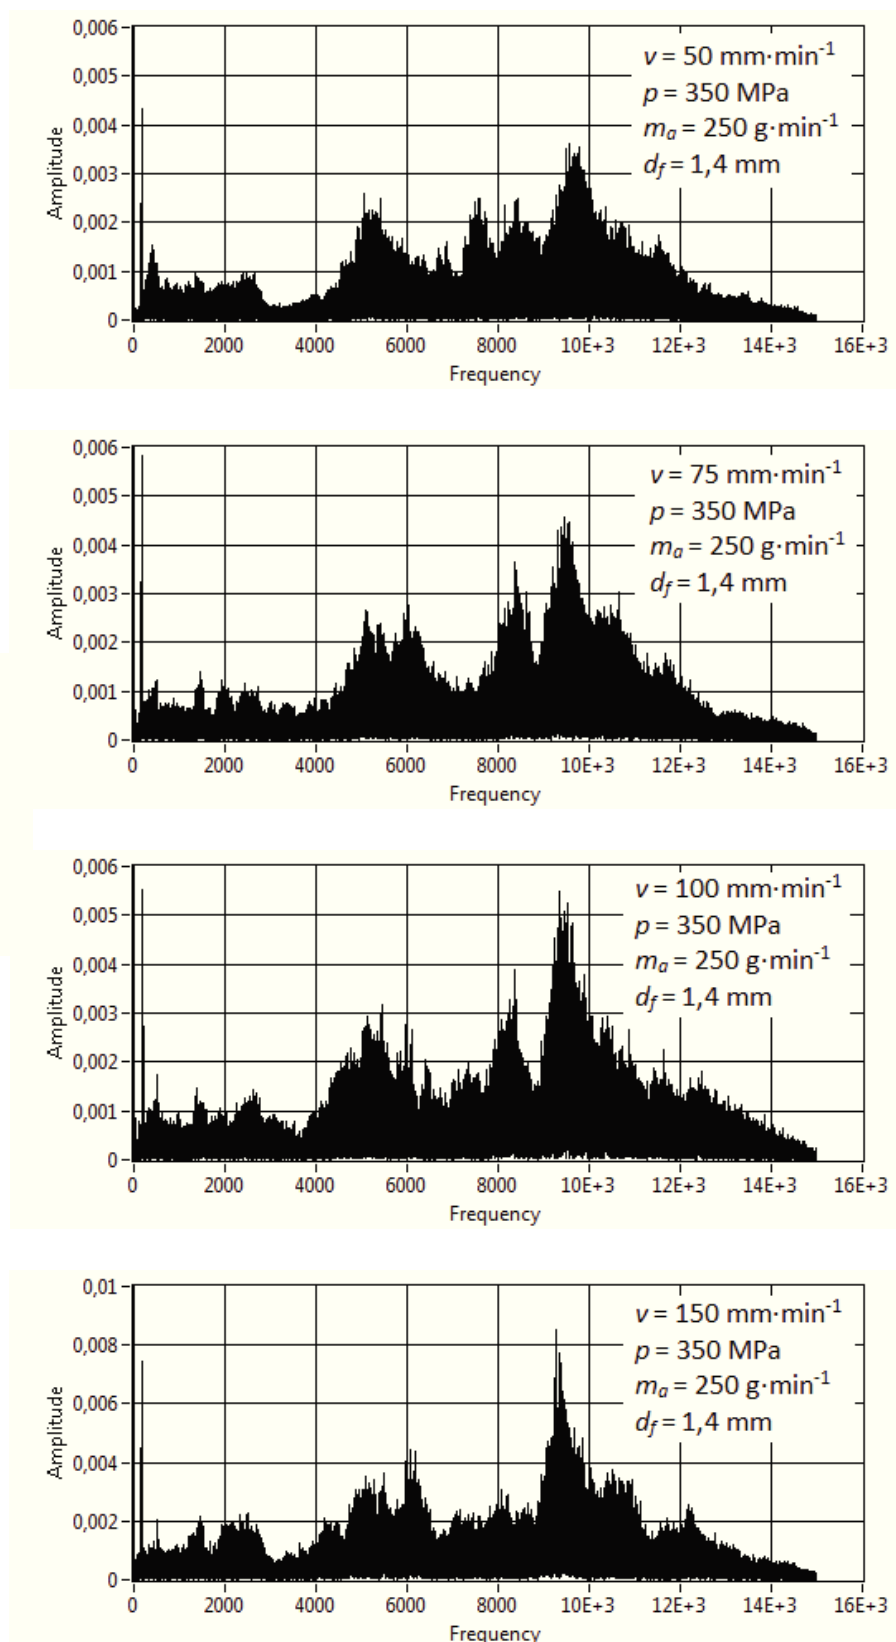 0,006
v = 50 mm·min⁻¹
0,005
p = 350 MPa
0,004
mₐ = 250 g·min⁻¹
0,003
d_f = 1,4 mm
0,002
0,001
0
Amplitude
0 2000 4000 6000 8000 10E+3 12E+3 14E+3 16E+3
Frequency
0,006
v = 75 mm·min⁻¹
0,005
p = 350 MPa
0,004
mₐ = 250 g·min⁻¹
0,003
d_f = 1,4 mm
0,002
0,001
0
Amplitude
0 2000 4000 6000 8000 10E+3 12E+3 14E+3 16E+3
Frequency
0,006
v = 100 mm·min⁻¹
0,005
p = 350 MPa
0,004
mₐ = 250 g·min⁻¹
0,003
d_f = 1,4 mm
0,002
0,001
0
Amplitude
0 2000 4000 6000 8000 10E+3 12E+3 14E+3 16E+3
Frequency
0,01
v = 150 mm·min⁻¹
0,008
p = 350 MPa
0,006
mₐ = 250 g·min⁻¹
0,004
d_f = 1,4 mm
0,002
0
Amplitude
0 2000 4000 6000 8000 10E+3 12E+3 14E+3 16E+3
Frequency